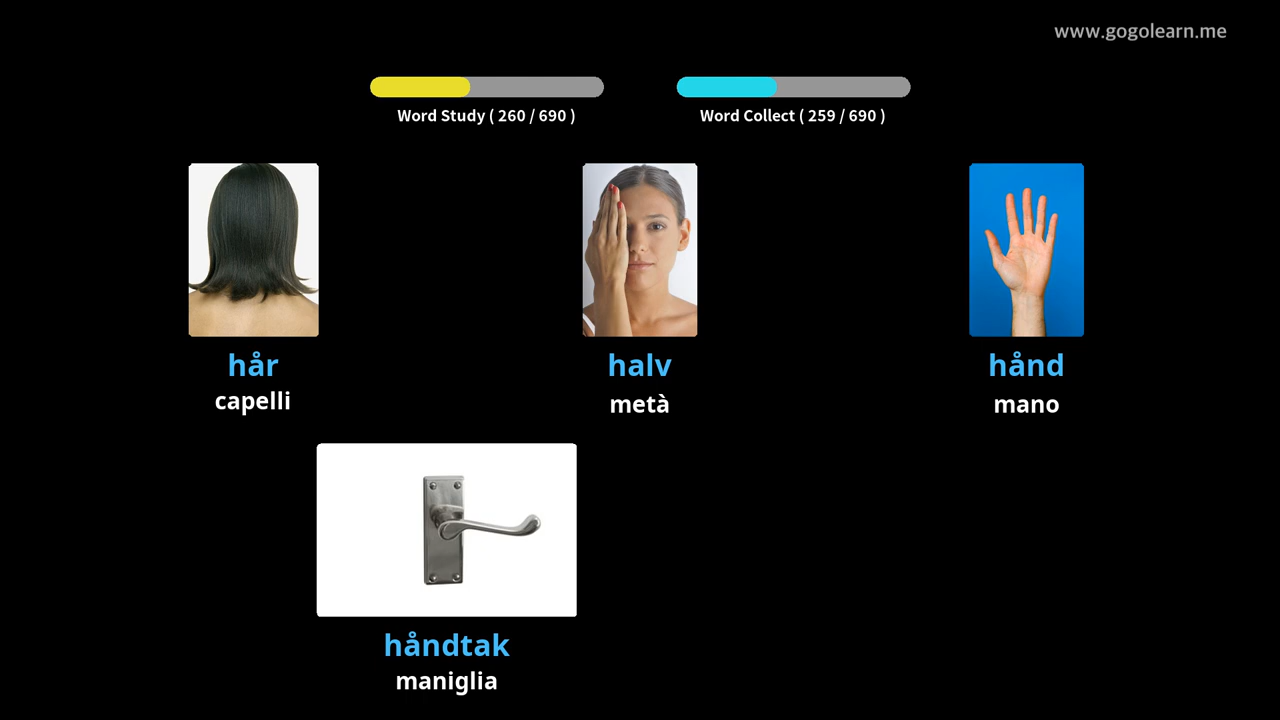 www.gogolearn.me
Word Study ( 260 / 690 )
Word Collect ( 259 / 690 )
hår
capelli
halv
metà
hånd
mano
håndtak
maniglia